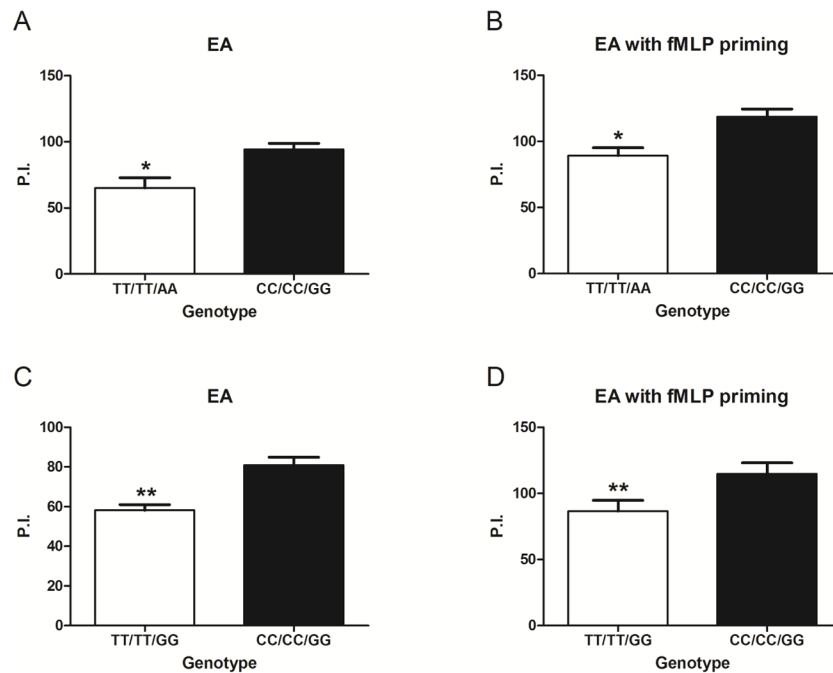 A
EA
150
100
50
0
P.I.
*
TT/TT/AA
CC/CC/GG
Genotype
B
EA with fMLP priming
150
100
50
0
P.I.
*
TT/TT/AA
CC/CC/GG
Genotype
C
EA
100
80
60
40
20
0
P.I.
**
TT/TT/GG
CC/CC/GG
Genotype
D
EA with fMLP priming
150
100
50
0
P.I.
**
TT/TT/GG
CC/CC/GG
Genotype